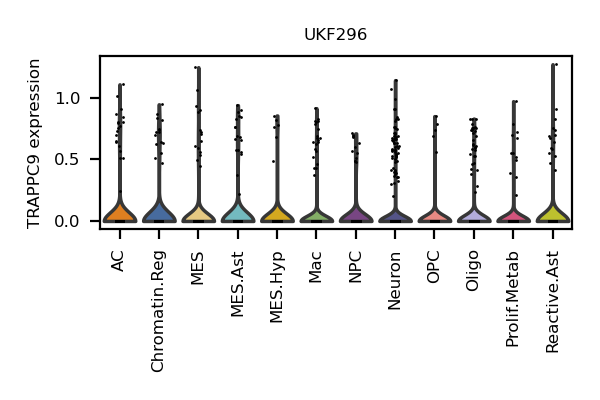 UKF296
TRAPPC9 expression
1.0
0.5
0.0
AC
Chromatin.Reg
MES
MES.Ast
MES.Hyp
Mac
NPC
Neuron
OPC
Oligo
Prolif.Metab
Reactive.Ast